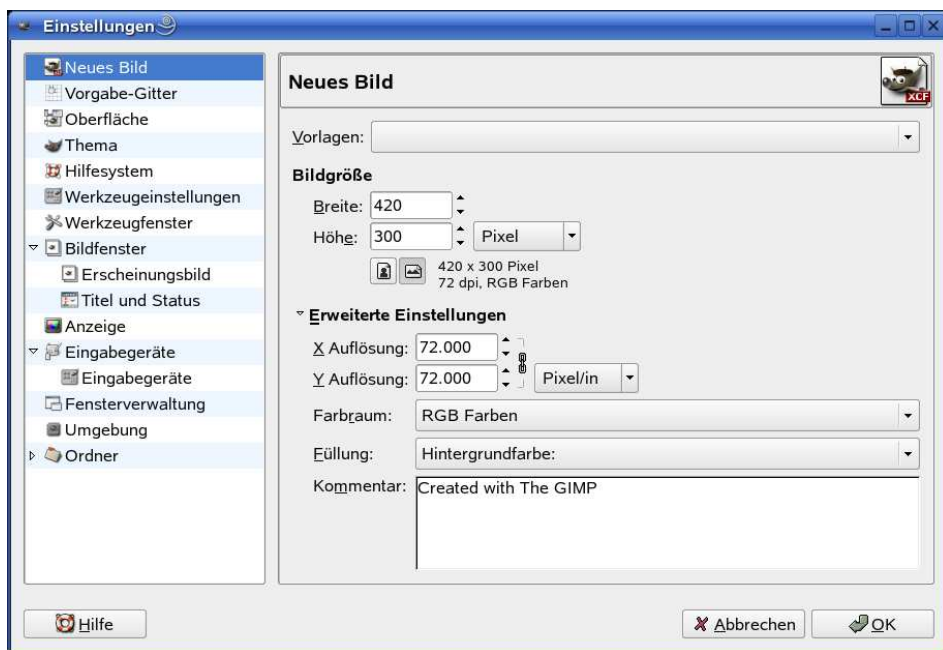 Einstellungen
Neues Bild
Vorgabe-Gitter
Oberfläche
Thema
Hilfesystem
Werkzeugeinstellungen
Werkzeugfenster
Bildfenster
Erscheinungsbild
Titel und Status
Anzeige
Eingabegeräte
Eingabegeräte
Fensterverwaltung
Umgebung
Ordner
Neues Bild
XCF
Vorlagen:
Bildgröße
Breite: 420
Höhe: 300 Pixel
420 x 300 Pixel
72 dpi, RGB Farben
Erweiterte Einstellungen
X Auflösung: 72.000
Y Auflösung: 72.000 Pixel/in
Farbraum: RGB Farben
Füllung: Hintergrundfarbe:
Kommentar: Created with The GIMP
Hilfe Abbrechen OK